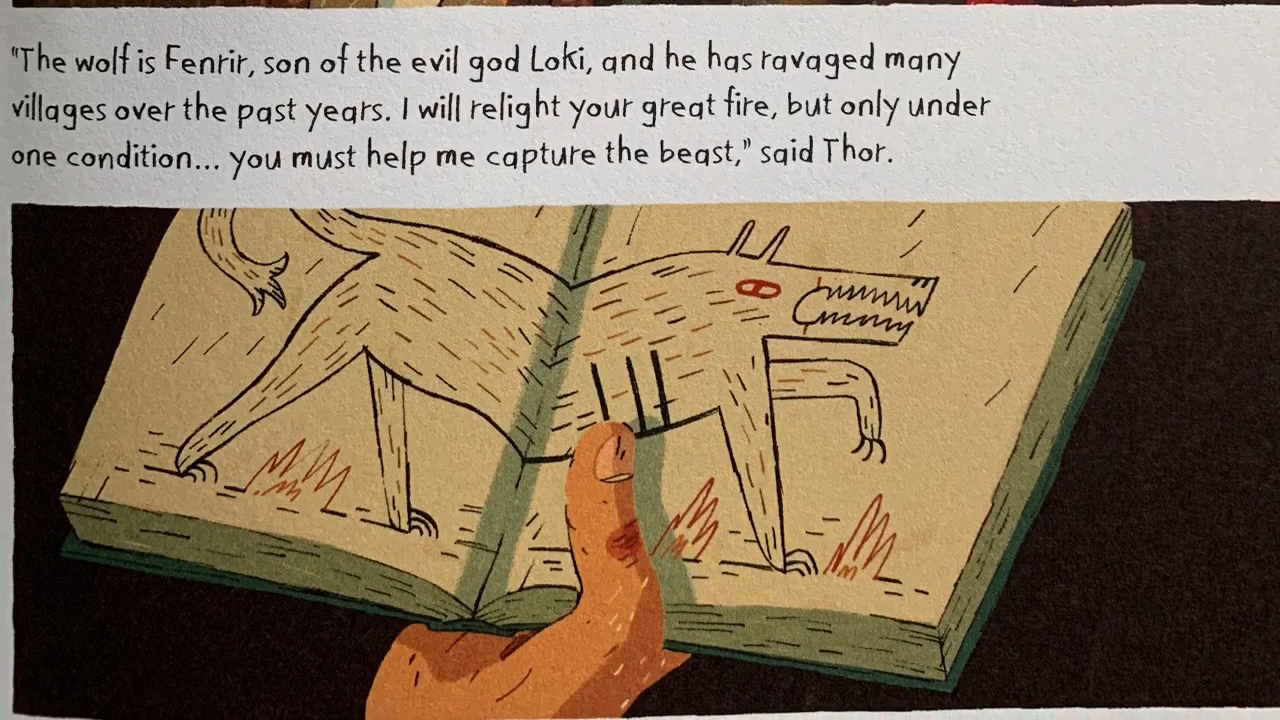 "The wolf is Fenrir, son of the evil god Loki, and he has ravaged many
villages over the past years. I will relight your great fire, but only under
one condition... you must help me capture the beast," said Thor.